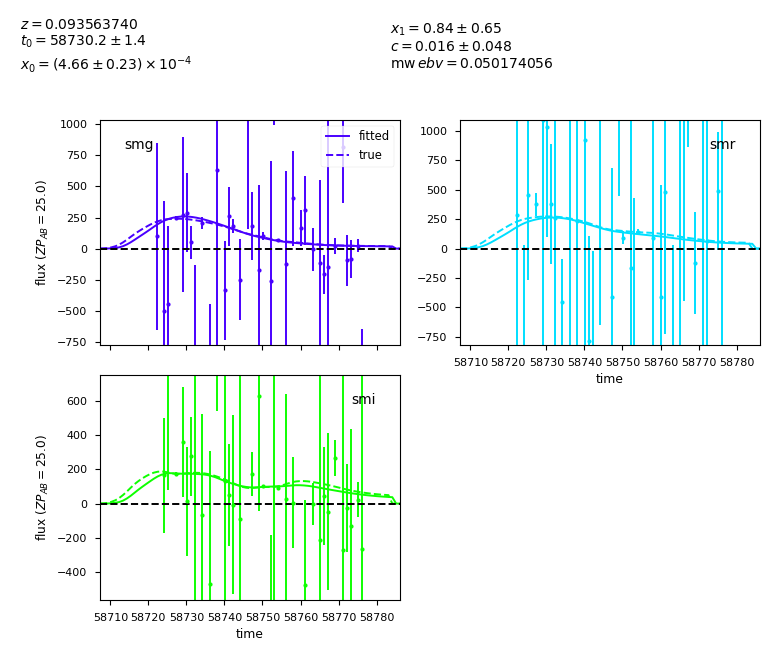 z = 0.093563740
t₀ = 58730.2 ± 1.4
x₀ = (4.66 ± 0.23) × 10⁻⁴
x₁ = 0.84 ± 0.65
c = 0.016 ± 0.048
mw ebv = 0.050174056
smg
fitted
true
1000
750
500
250
0
−250
−500
−750
flux (ZP_AB = 25.0)
smr
1000
750
500
250
0
−250
−500
−750
58710 58720 58730 58740 58750 58760 58770 58780
time
smi
600
400
200
0
−200
−400
flux (ZP_AB = 25.0)
58710 58720 58730 58740 58750 58760 58770 58780
time